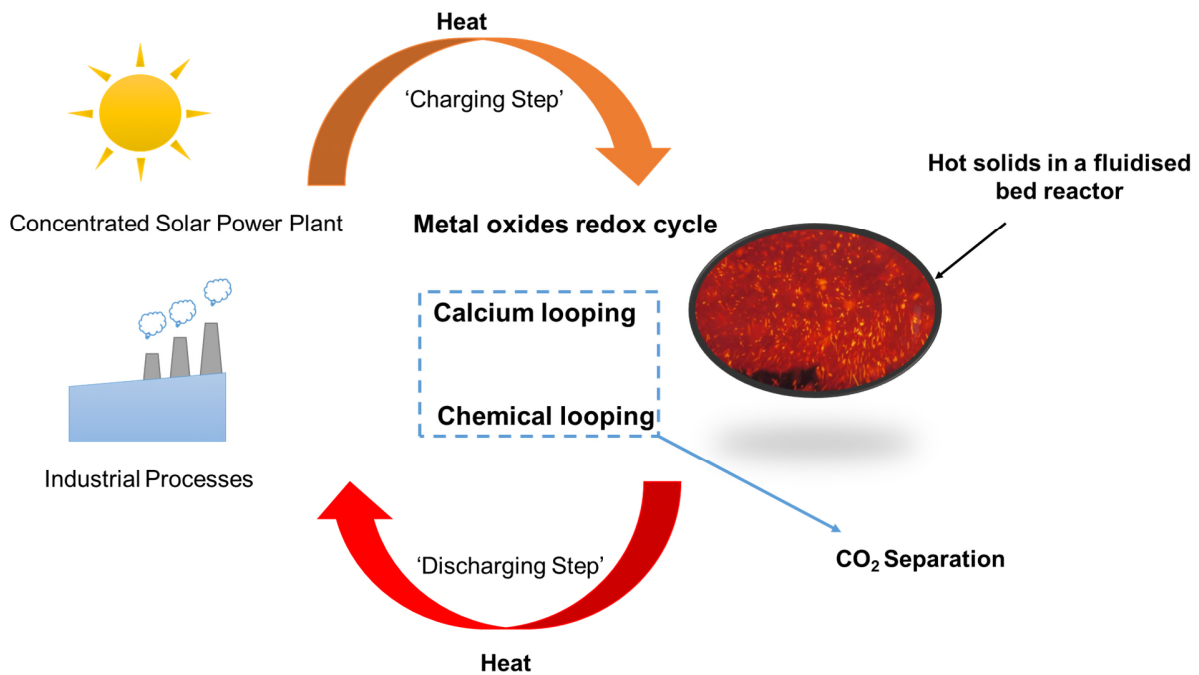 Heat
‘Charging Step’
Concentrated Solar Power Plant
Metal oxides redox cycle
Hot solids in a fluidised
bed reactor
Calcium looping
Chemical looping
Industrial Processes
‘Discharging Step’
CO₂ Separation
Heat